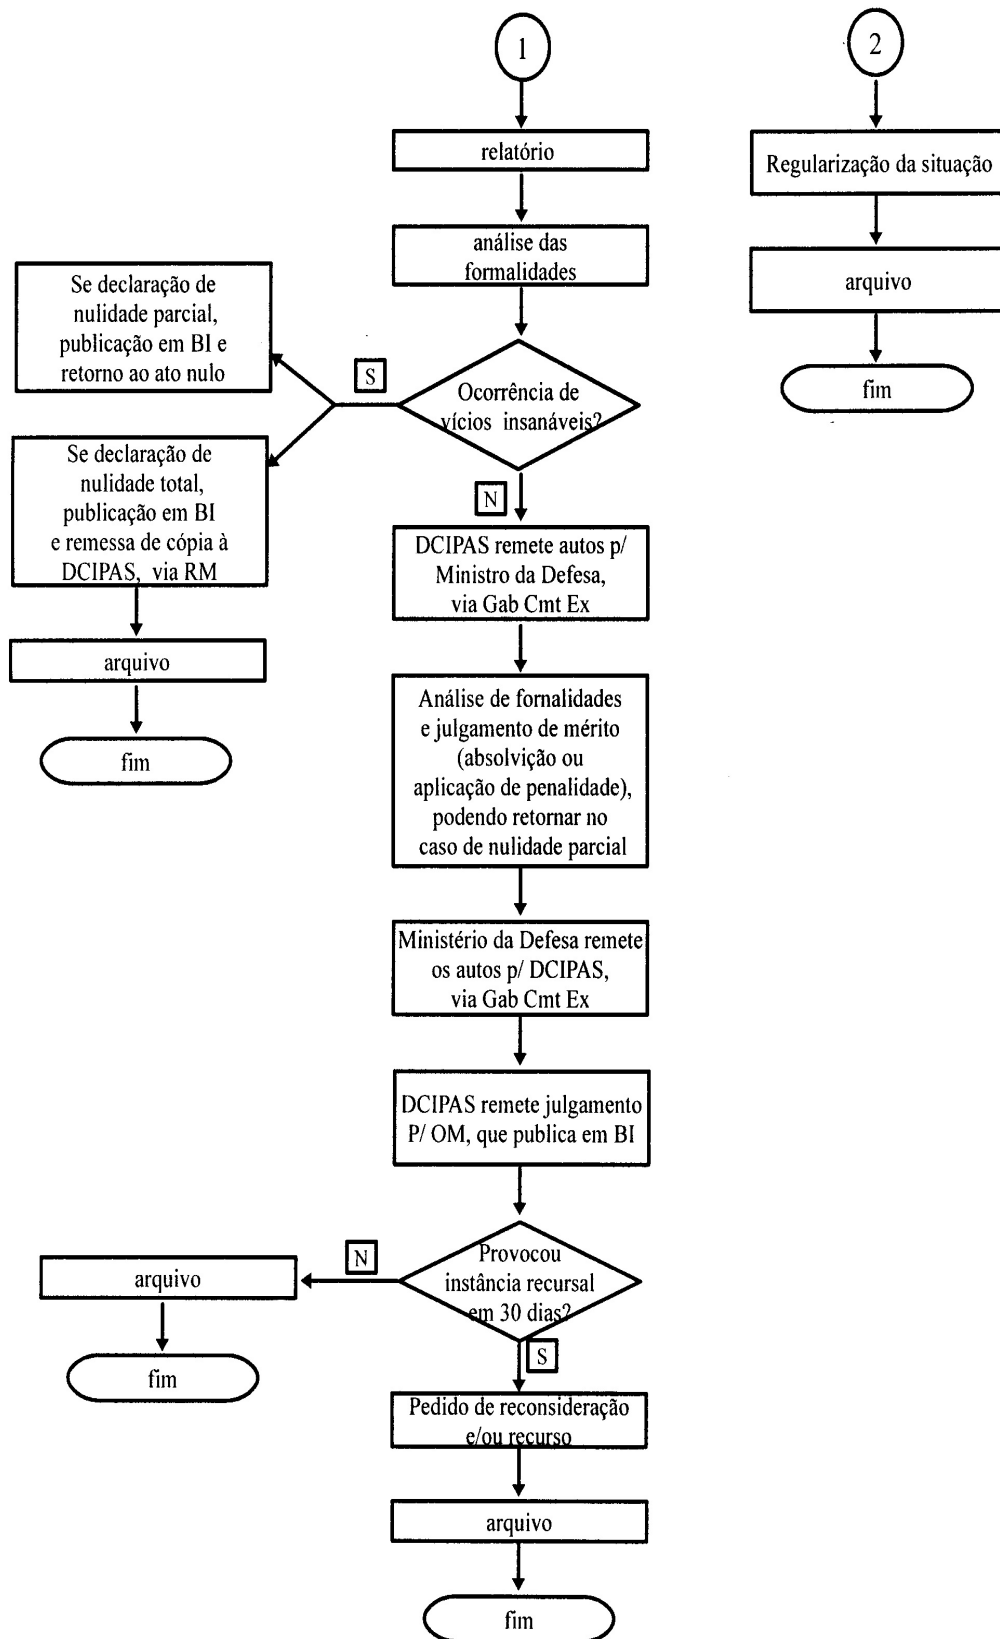 1
relatório
análise das
formalidades
Ocorrência de
vícios insanáveis?
S
Se declaração de
nulidade parcial,
publicação em BI e
retorno ao ato nulo
Se declaração de
nulidade total,
publicação em BI
e remessa de cópia à
DCIPAS, via RM
arquivo
fim
N
DCIPAS remete autos p/
Ministro da Defesa,
via Gab Cmt Ex
Análise de fornalidades
e julgamento de mérito
(absolvição ou
aplicação de penalidade),
podendo retornar no
caso de nulidade parcial
Ministério da Defesa remete
os autos p/ DCIPAS,
via Gab Cmt Ex
DCIPAS remete julgamento
P/ OM, que publica em BI
Provocou
instância recursal
em 30 dias?
N
arquivo
fim
S
Pedido de reconsideração
e/ou recurso
arquivo
fim
2
Regularização da situação
arquivo
fim